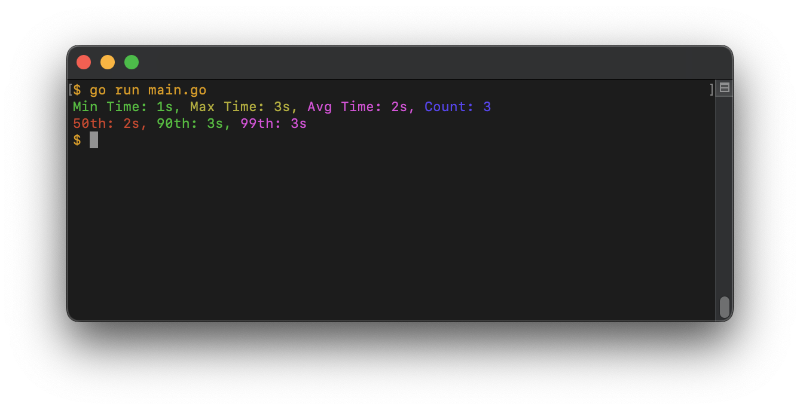 [$ go run main.go ]
Min Time: 1s, Max Time: 3s, Avg Time: 2s, Count: 3
50th: 2s, 90th: 3s, 99th: 3s
$